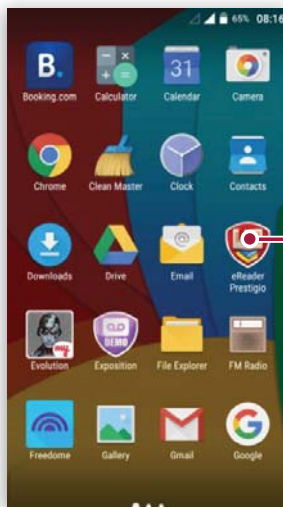 65% 08:16
B.
Booking.com Calculator Calendar Camera
31
Chrome Clean Master Clock Contacts
Downloads Drive Email eReader Prestigio
@
my
DEMO
Evolution Exposition File Explorer FM Radio
Freedome Gallery Gmail Google
G